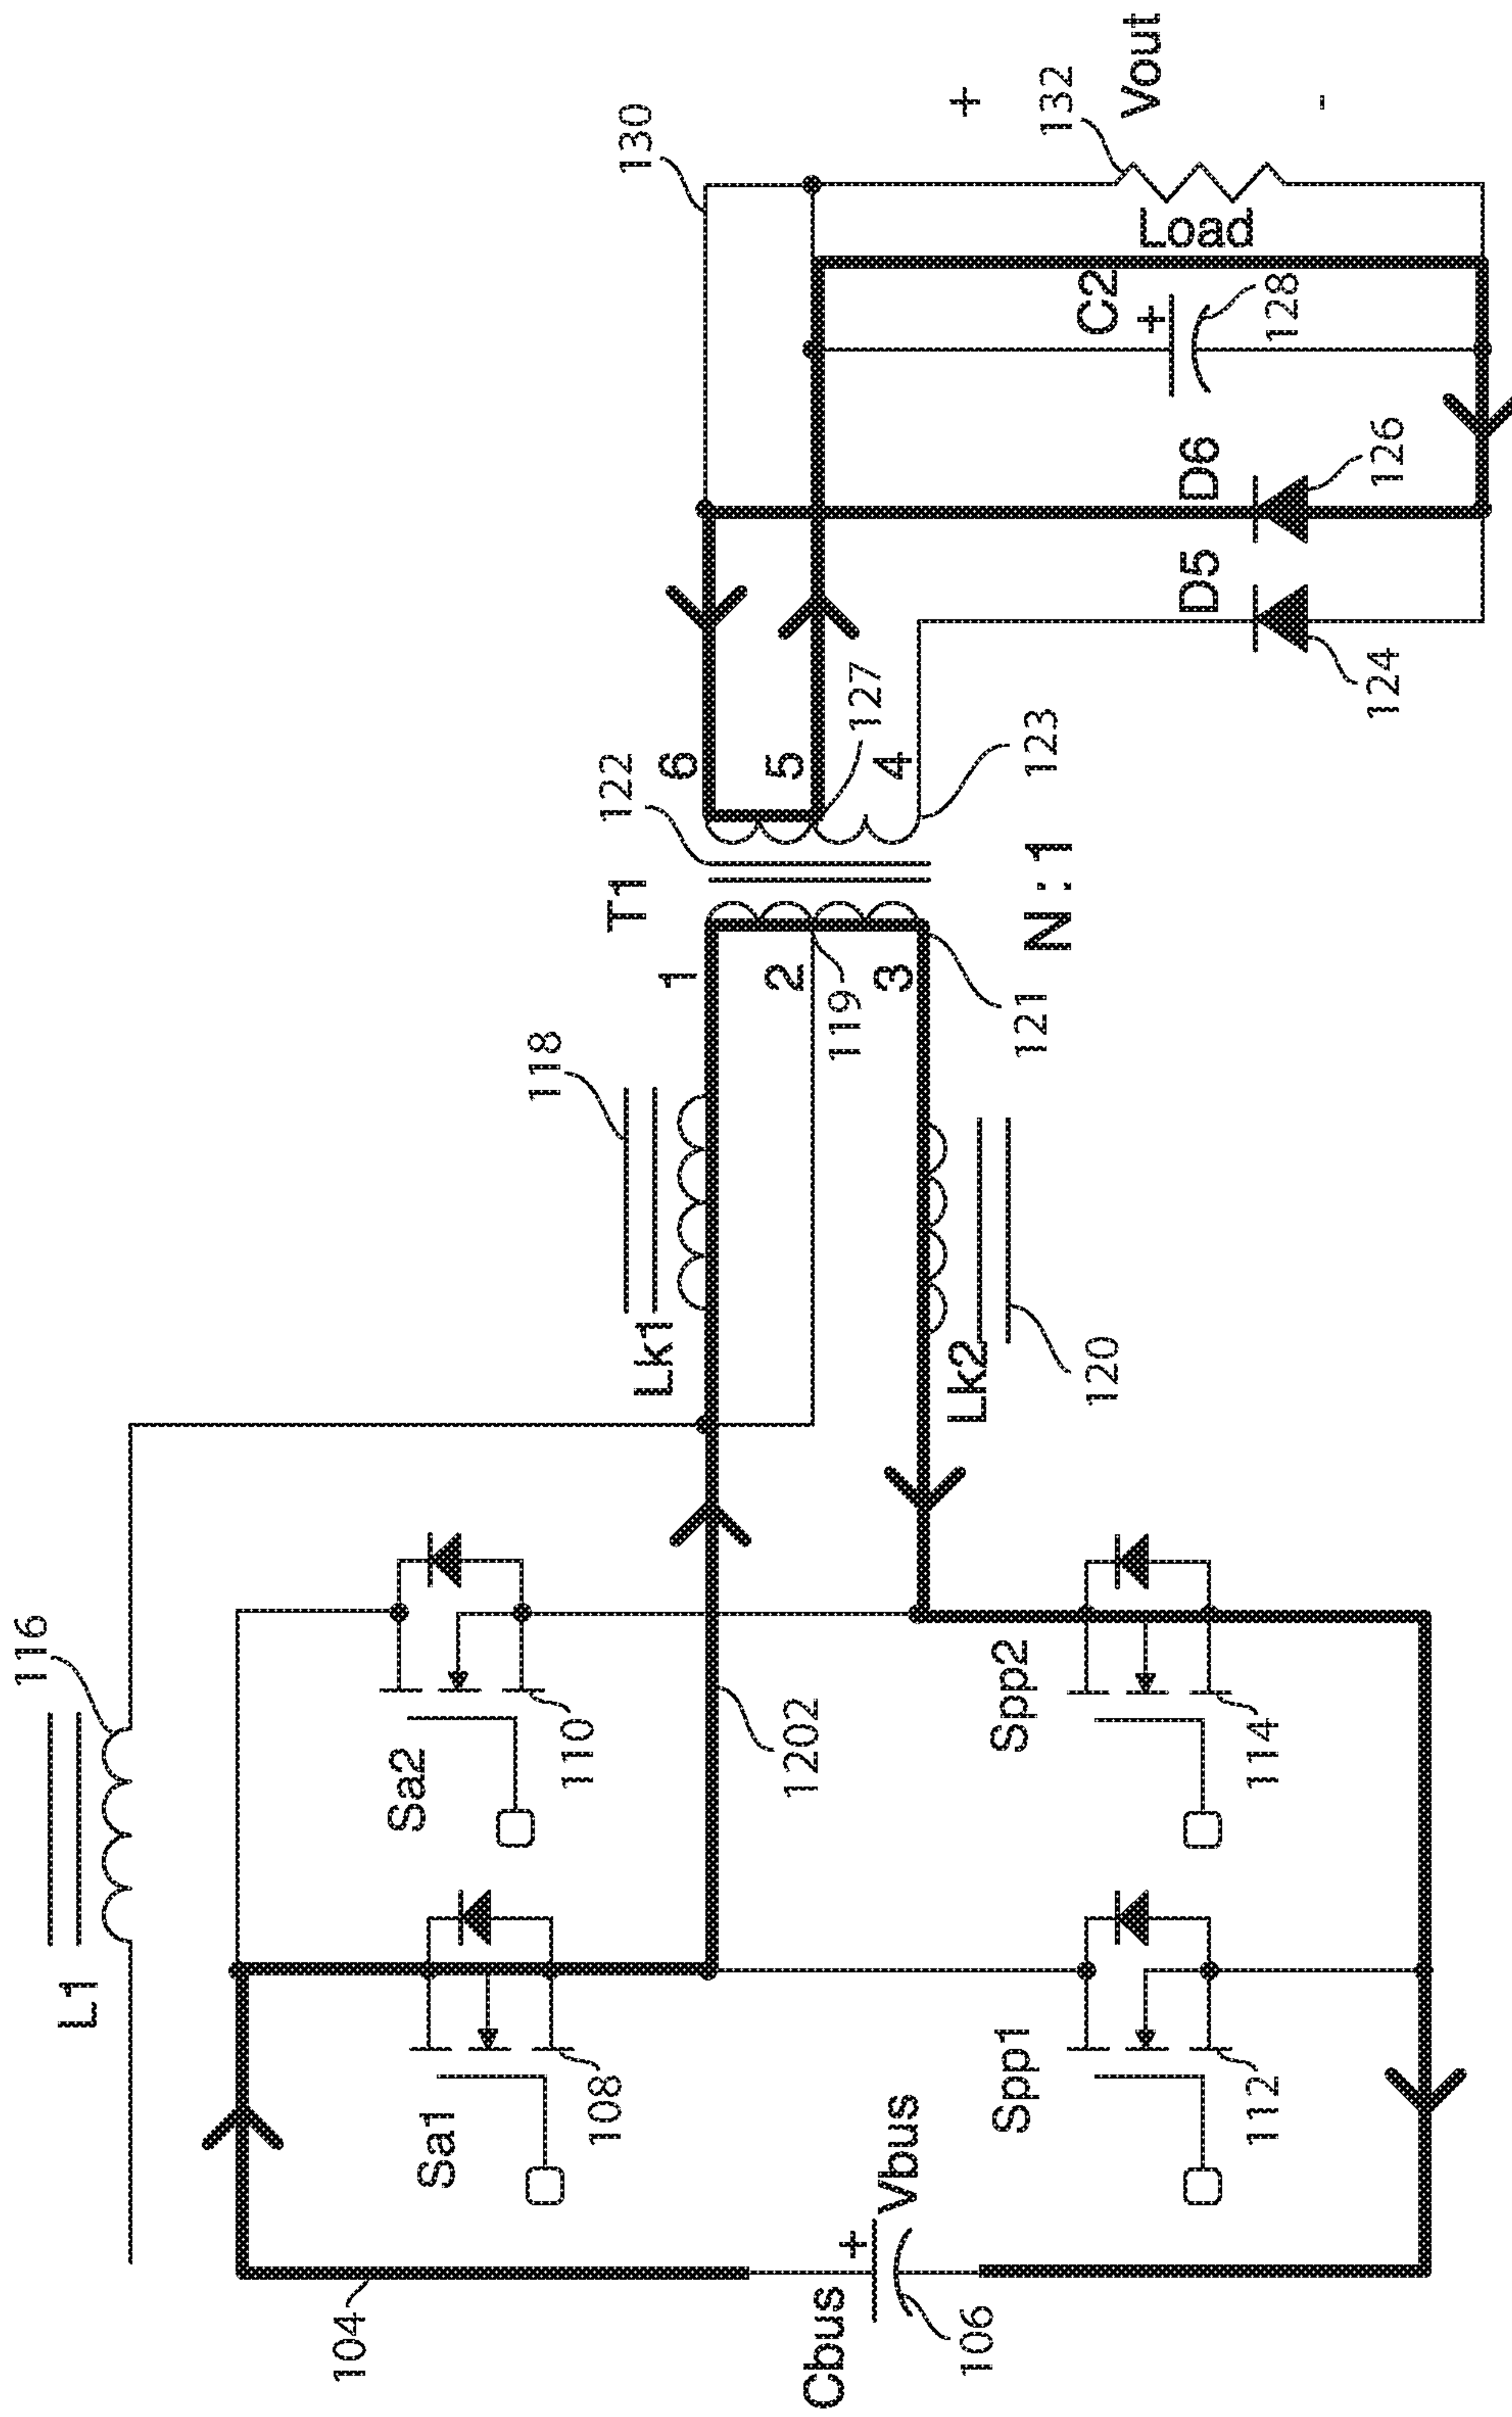 L1
116
104
Sa1
108
Sa2
110
Cbus
+
Vbus
106
1202
Spp1
112
Spp2
114
Lk1
118
Lk2
120
T1
122
1
2
3
119
121
N : 1
6
5
4
127
123
D5
124
D6
126
C2
+
128
130
Load
132
+
Vout
-